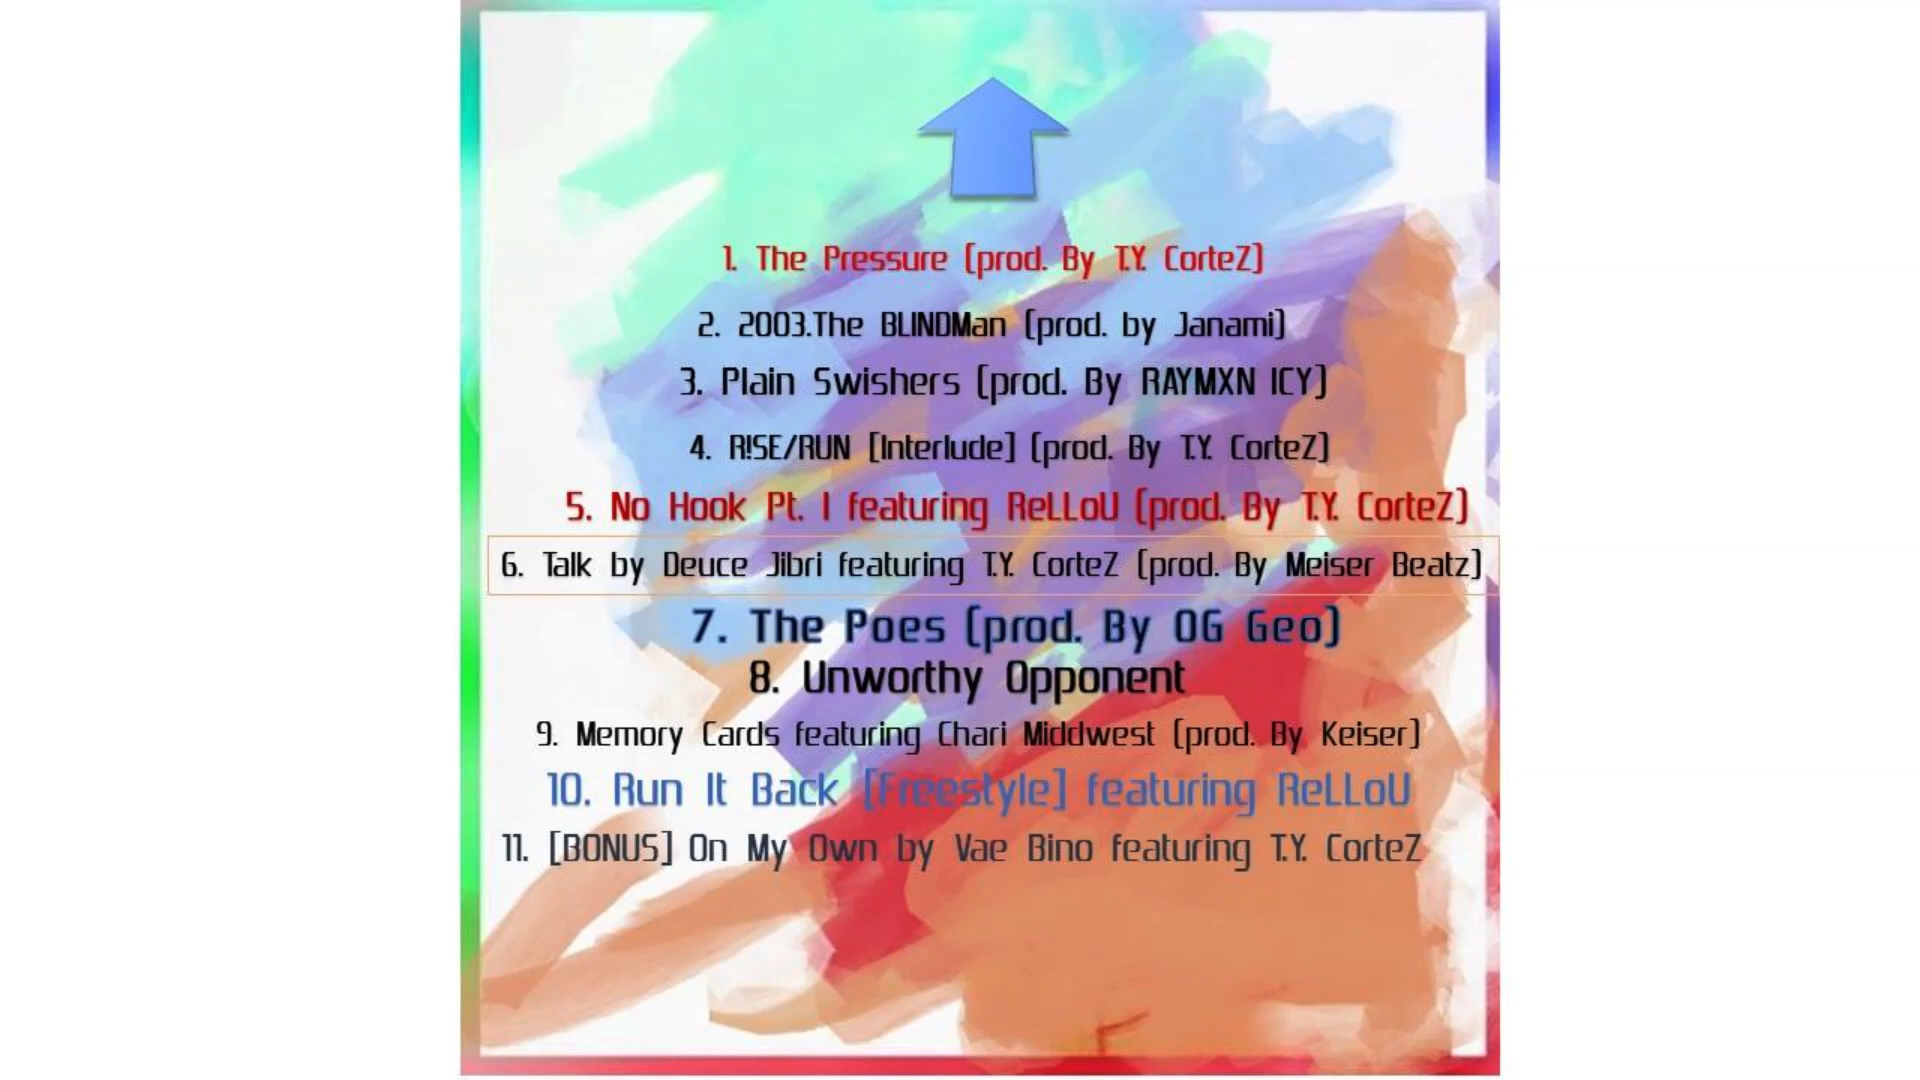 1. The Pressure (prod. By T.Y. CorteZ)
2. 2003.The BLINDMan (prod. by Janami)
3. Plain Swishers (prod. By RAYMXN ICY)
4. R!SE/RUN [Interlude] (prod. By T.Y. CorteZ)
5. No Hook Pt. I featuring ReLLoU (prod. By T.Y. CorteZ)
6. Talk by Deuce Jibri featuring T.Y. CorteZ (prod. By Meiser Beatz)
7. The Poes (prod. By OG Geo)
8. Unworthy Opponent
9. Memory Cards featuring Chari Middwest (prod. By Keiser)
10. Run It Back [Freestyle] featuring ReLLoU
11. [BONUS] On My Own by Vae Bino featuring T.Y. CorteZ